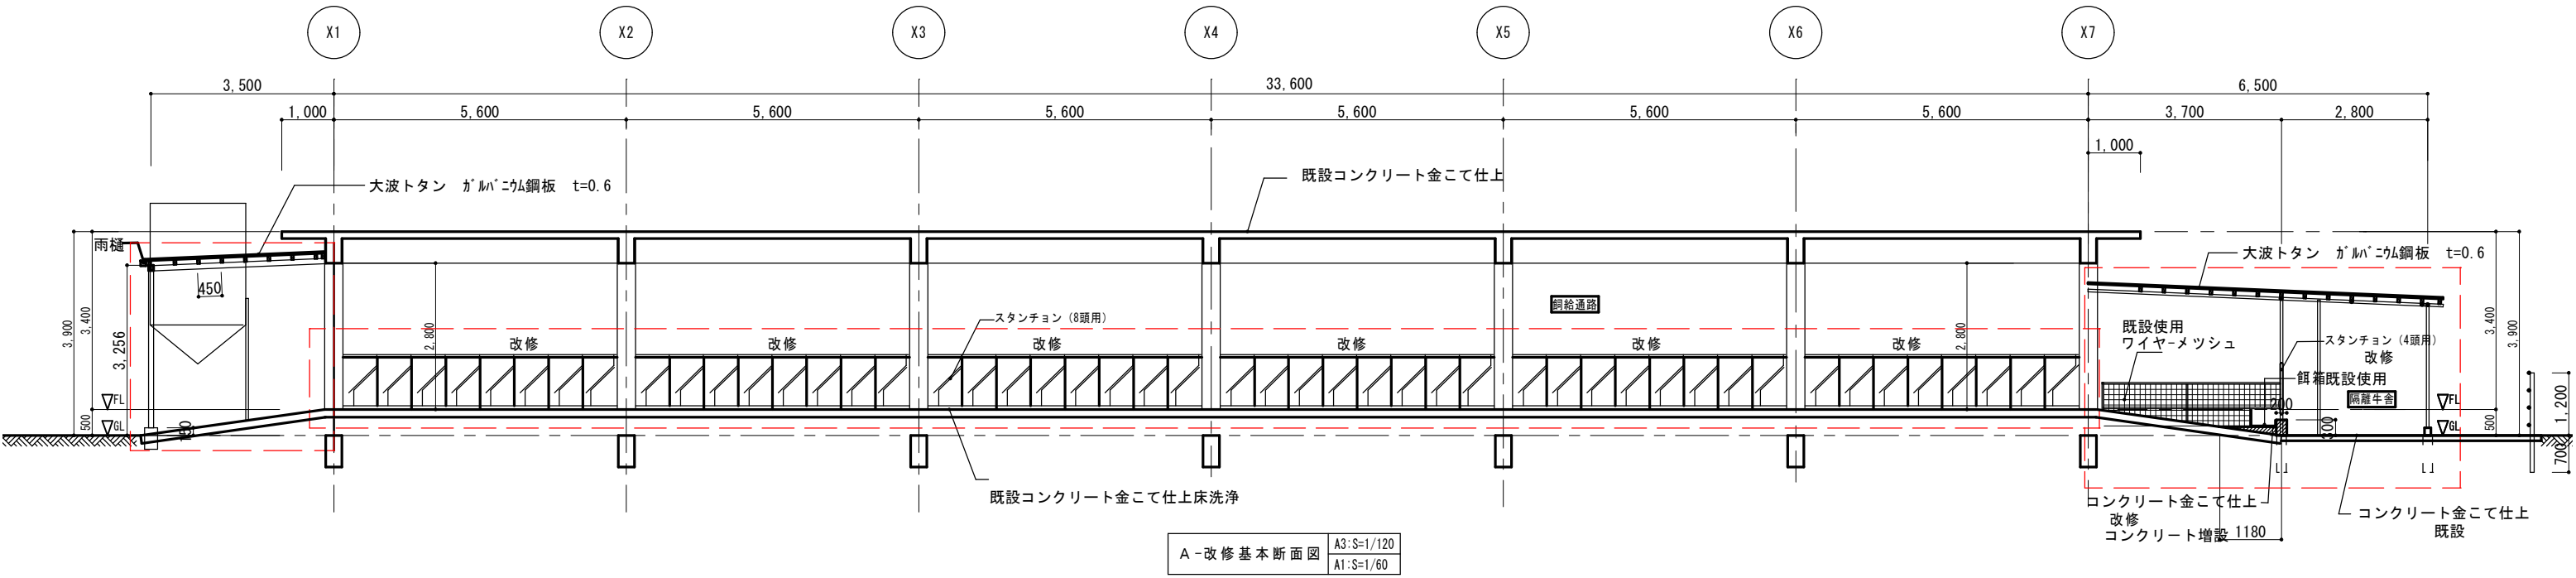 X1 X2 X3 X4 X5 X6 X7
3,500 33,600 6,500
1,000 5,600 5,600 5,600 5,600 5,600 5,600 3,700 2,800
1,000
大波トタン ガルバニウム鋼板 t=0.6
既設コンクリート金こて仕上
雨樋
大波トタン ガルバニウム鋼板 t=0.6
450
飼給通路
3,900
3,400
3,256
500
2,800
スタンチョン(8頭用)
2,800
改修 改修 改修 改修 改修 改修
既設使用
ワイヤ-メッシュ
スタンチョン(4頭用)
改修
餌箱既設使用
隔離牛舎
200
300
3,400
3,900
500
1,200
700
FL
GL
FL
GL
既設コンクリート金こて仕上床洗浄
コンクリート金こて仕上
改修
コンクリート増設
1180
コンクリート金こて仕上
既設
A-改修基本断面図
A3:S=1/120
A1:S=1/60